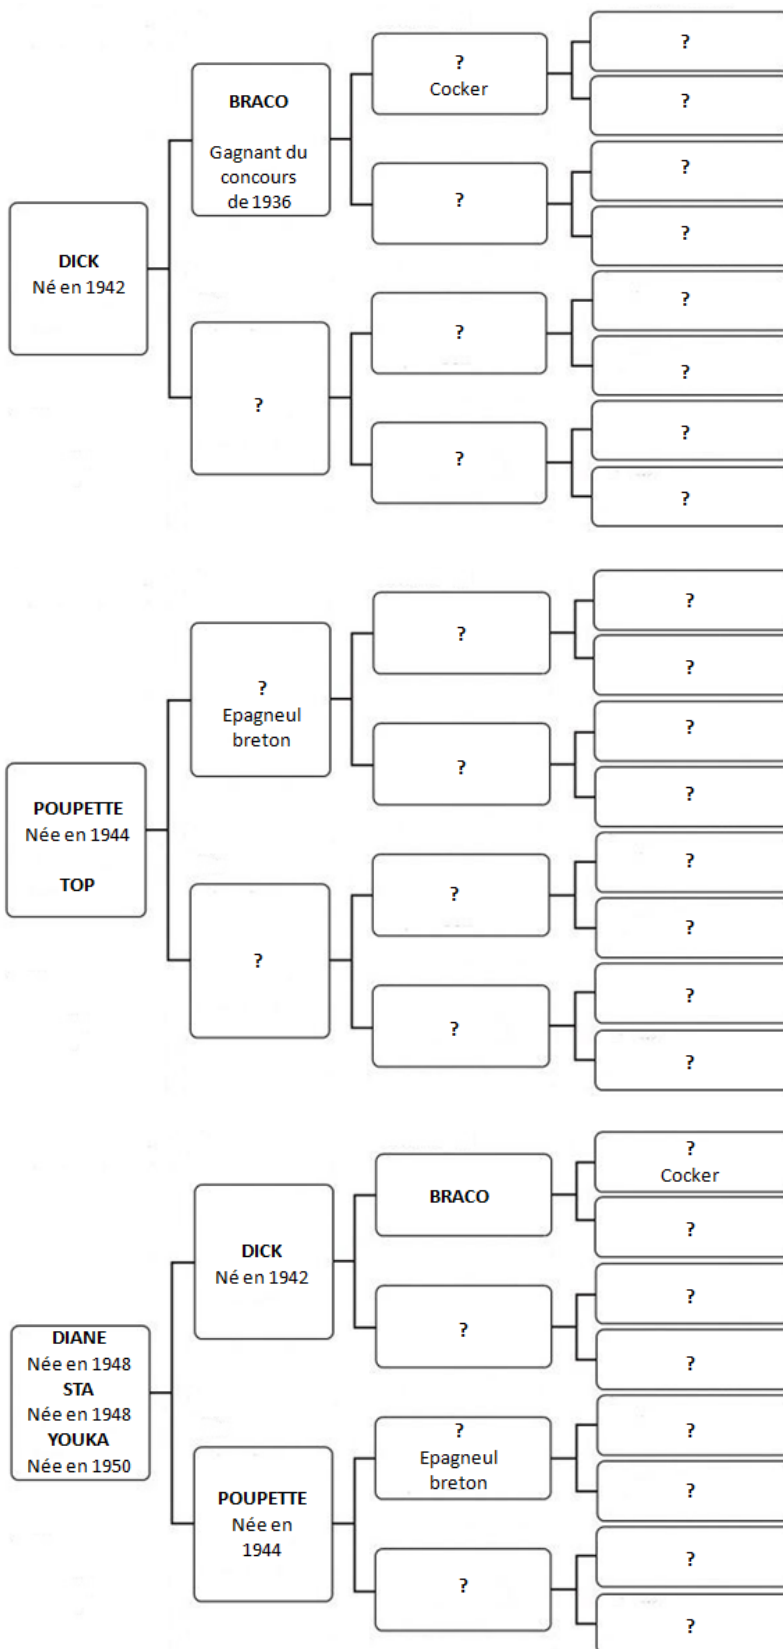 ?
?
Cocker
?
BRACO
Gagnant du
concours
de 1936
?
?
?
DICK
Né en 1942
?
?
?
?
?
?
?
?
?
?
?
?
Epagneul
breton
?
?
?
?
POUPETTE
Née en 1944
TOP
?
?
?
?
?
?
?
?
?
Cocker
BRACO
?
DICK
Né en 1942
?
?
?
DIANE
Née en 1948
STA
Née en 1948
YOUKA
Née en 1950
?
Epagneul
breton
?
?
POUPETTE
Née en
1944
?
?
?